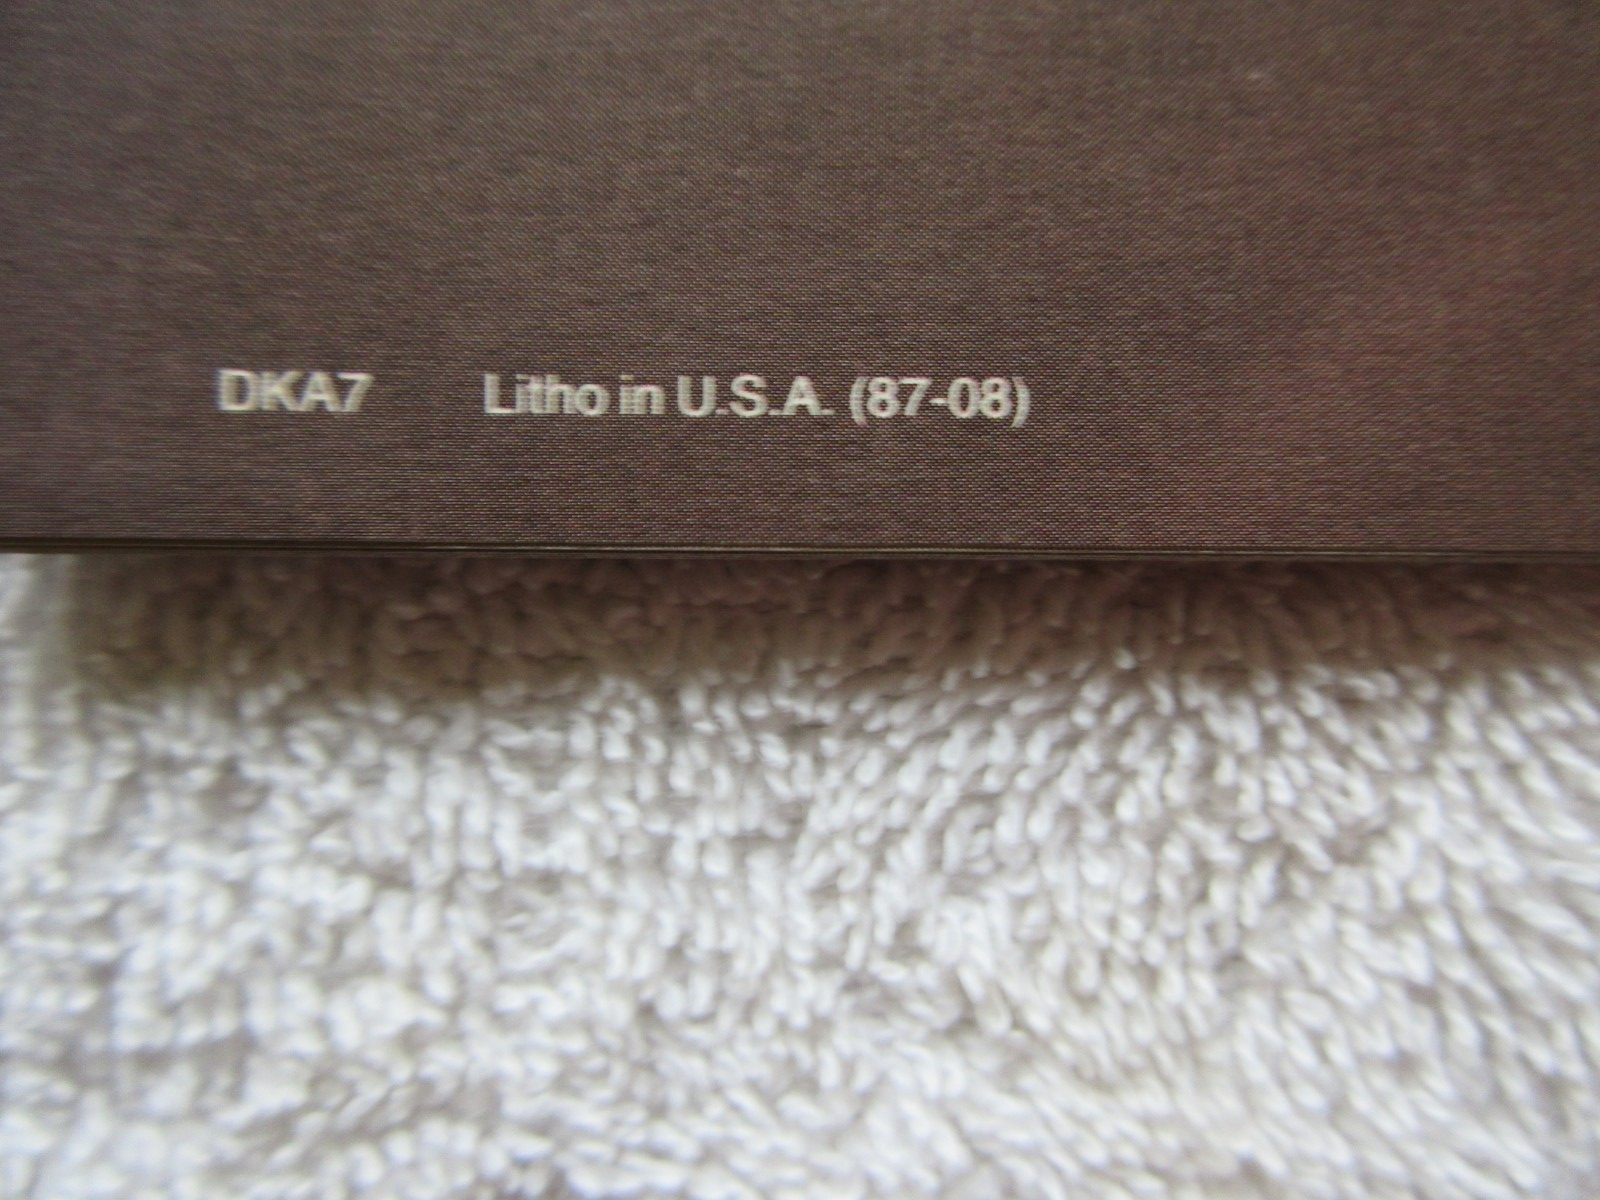 DKA7 Litho in U.S.A. (87-08)